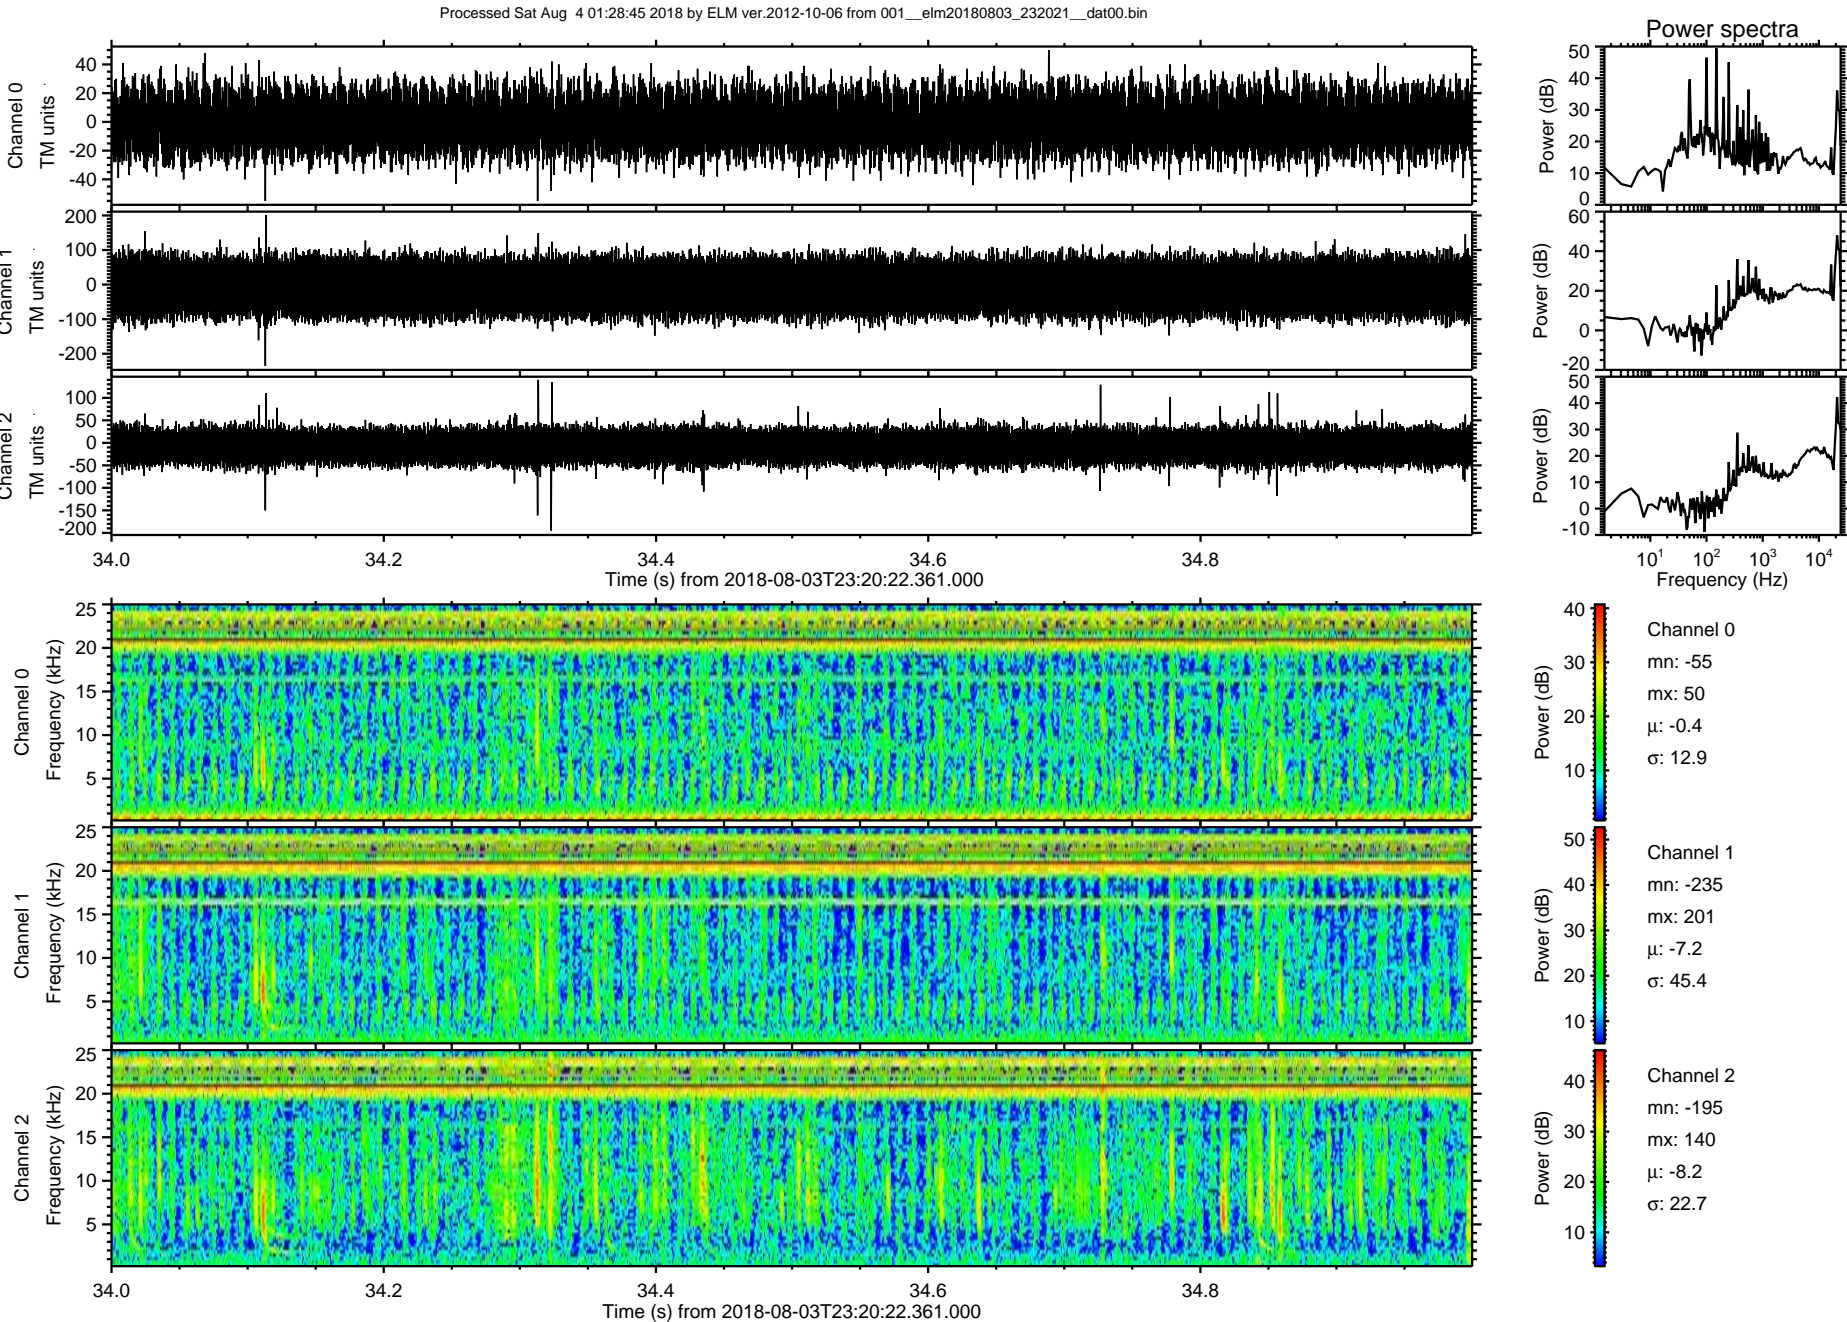 Processed Sat Aug  4 01:28:45 2018 by ELM ver.2012-10-06 from 001__elm20180803_232021__dat00.bin
Power spectra
Channel 0
TM units
40
20
0
-20
-40
Power (dB)
50
40
30
20
10
0
Channel 1
TM units
200
100
0
-100
-200
Power (dB)
60
40
20
0
-20
Channel 2
TM units
100
50
0
-50
-100
-150
-200
Power (dB)
50
40
30
20
10
0
-10
34.0 34.2 34.4 34.6 34.8
Time (s) from 2018-08-03T23:20:22.361.000
10^1 10^2 10^3 10^4
Frequency (Hz)
Channel 0
Frequency (kHz)
25
20
15
10
5
Power (dB)
40
30
20
10
Channel 0
mn: -55
mx: 50
μ: -0.4
σ: 12.9
Channel 1
Frequency (kHz)
25
20
15
10
5
Power (dB)
50
40
30
20
10
Channel 1
mn: -235
mx: 201
μ: -7.2
σ: 45.4
Channel 2
Frequency (kHz)
25
20
15
10
5
Power (dB)
40
30
20
10
Channel 2
mn: -195
mx: 140
μ: -8.2
σ: 22.7
34.0 34.2 34.4 34.6 34.8
Time (s) from 2018-08-03T23:20:22.361.000